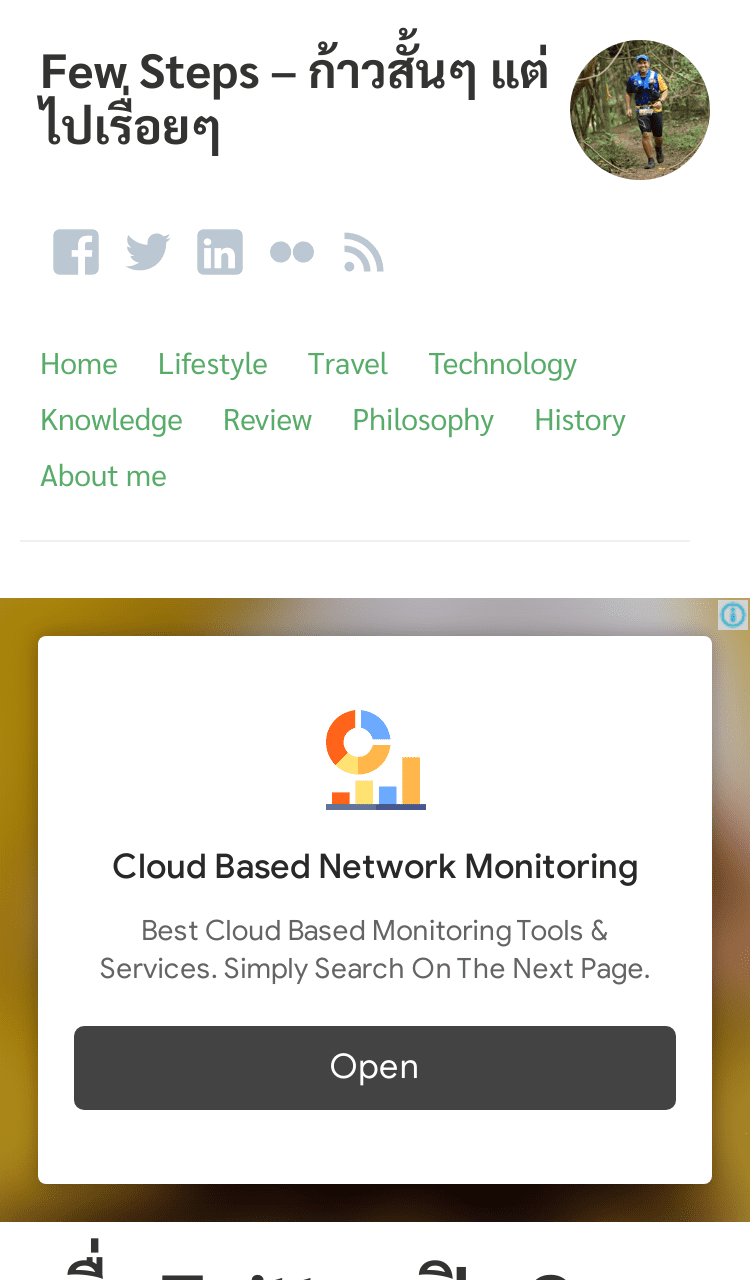 Few Steps – ก้าวสั้นๆ แต่
ไปเรื่อยๆ
Home Lifestyle Travel Technology
Knowledge Review Philosophy History
About me
Cloud Based Network Monitoring
Best Cloud Based Monitoring Tools &
Services. Simply Search On The Next Page.
Open